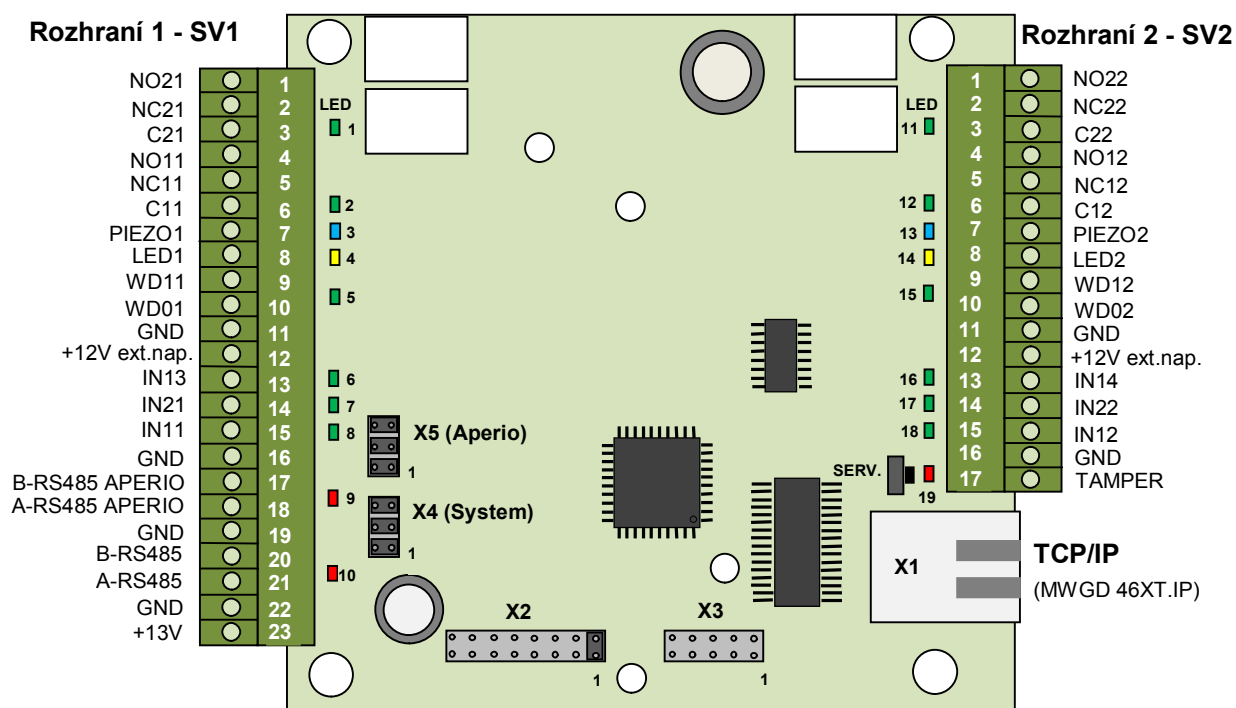 Rozhraní 1 - SV1
NO21 1
NC21 2
C21 3
NO11 4
NC11 5
C11 6
PIEZO1 7
LED1 8
WD11 9
WD01 10
GND 11
+12V ext.nap. 12
IN13 13
IN21 14
IN11 15
GND 16
B-RS485 APERIO 17
A-RS485 APERIO 18
GND 19
B-RS485 20
A-RS485 21
GND 22
+13V 23
LED
1
2
3
4
5
6
7
8
9
10
X5 (Aperio)
1
X4 (System)
1
X2
1
X3
1
LED
11
12
13
14
15
16
17
18
SERV.
19
X1
Rozhraní 2 - SV2
1 NO22
2 NC22
3 C22
4 NO12
5 NC12
6 C12
7 PIEZO2
8 LED2
9 WD12
10 WD02
11 GND
12 +12V ext.nap.
13 IN14
14 IN22
15 IN12
16 GND
17 TAMPER
TCP/IP
(MWGD 46XT.IP)